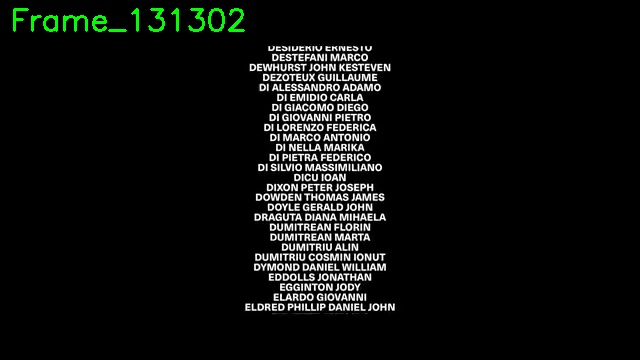 Frame_131302
DESIDERIO ERNESTO
DESTEFANI MARCO
DEWHURST JOHN KESTEVEN
DEZOTEUX GUILLAUME
DI ALESSANDRO ADAMO
DI EMIDIO CARLA
DI GIACOMO DIEGO
DI GIOVANNI PIETRO
DI LORENZO FEDERICA
DI MARCO ANTONIO
DI NELLA MARIKA
DI PIETRA FEDERICO
DI SILVIO MASSIMILIANO
DICU IOAN
DIXON PETER JOSEPH
DOWDEN THOMAS JAMES
DOYLE GERALD JOHN
DRAGUTA DIANA MIHAELA
DUMITREAN FLORIN
DUMITREAN MARTA
DUMITRIU ALIN
DUMITRIU COSMIN IONUT
DYMOND DANIEL WILLIAM
EDDOLLS JONATHAN
EGGINTON JODY
ELARDO GIOVANNI
ELDRED PHILLIP DANIEL JOHN